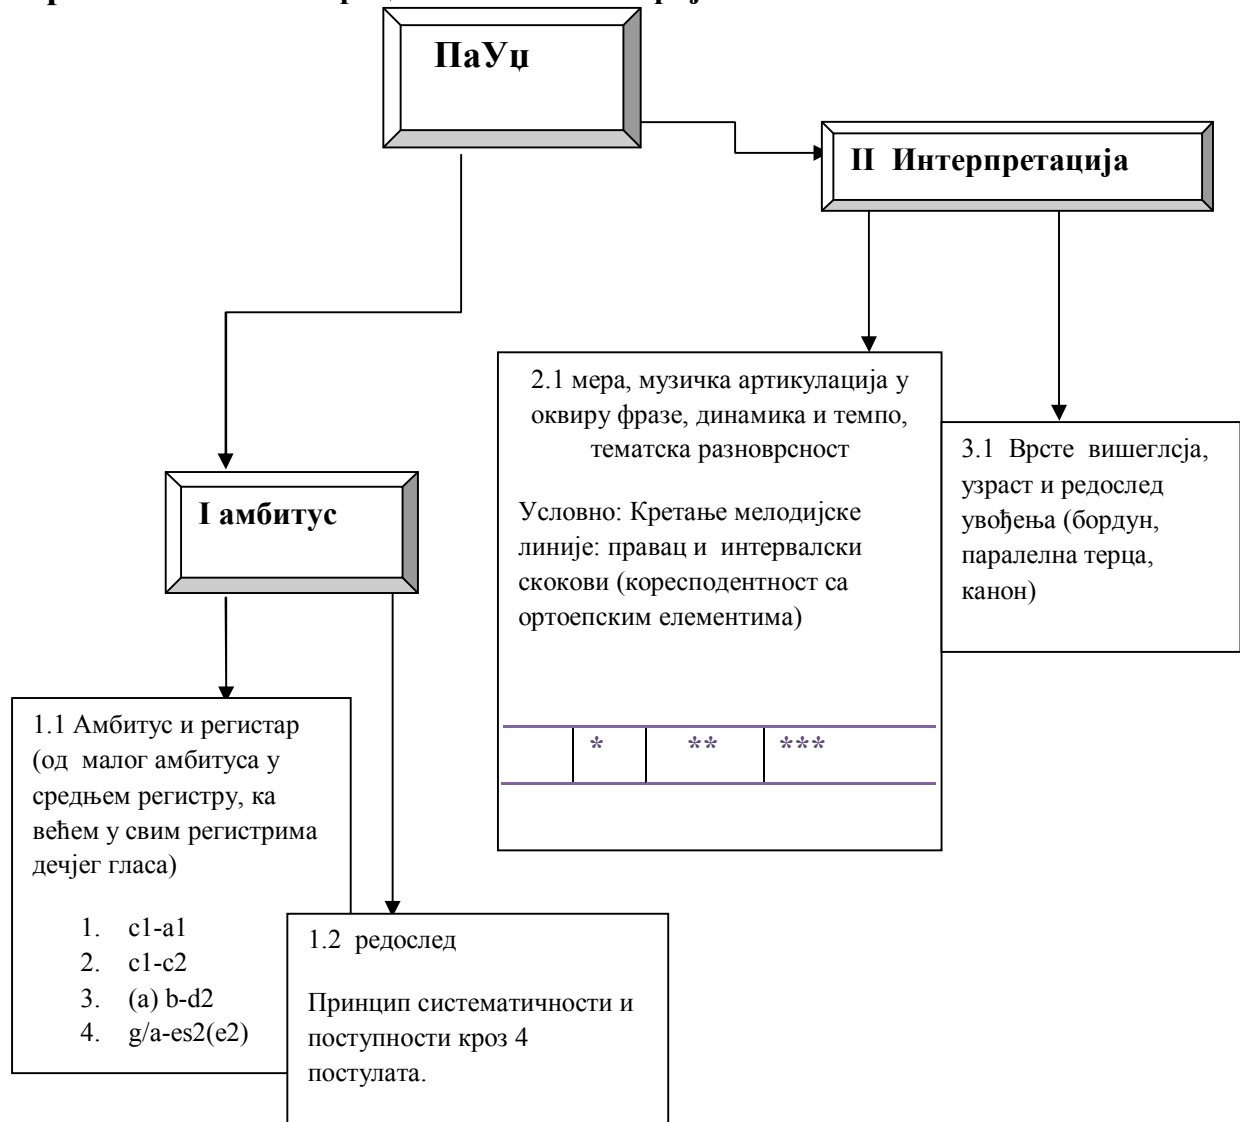 ПаУџ
II Интерпретација
2.1 мера, музичка артикулација у
оквиру фразе, динамика и темпо,
тематска разноврсност
Условно: Кретање мелодијске
линије: правац и интервалски
скокови (коресподентност са
ортоепским елементима)
* ** ***
3.1 Врсте вишеглсја,
узраст и редослед
увођења (бордун,
паралелна терца,
канон)
I амбитус
1.1 Амбитус и регистар
(од малог амбитуса у
средњем регистру, ка
већем у свим регистрима
дечјег гласа)
1. c1-a1
2. c1-c2
3. (a) b-d2
4. g/a-es2(e2)
1.2 редослед
Принцип систематичности и
поступности кроз 4
постулата.